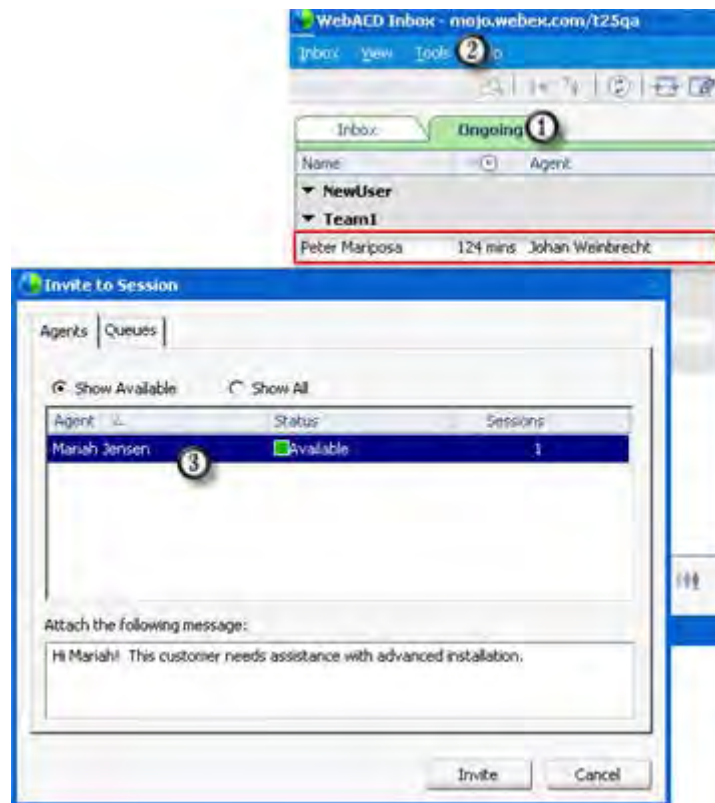 WebACD Inbox - mojo.webex.com/t25qa
Inbox View Tools 2 p
Inbox Ongoing 1
Name Agent
NewUser
Team1
Peter Mariposa 124 mins Johan Weinbrecht
Invite to Session
Agents Queues
Show Available Show All
Agent Status Sessions
Mariah Jensen 3 Available 1
Attach the following message:
Hi Mariah! This customer needs assistance with advanced installation.
Invite Cancel